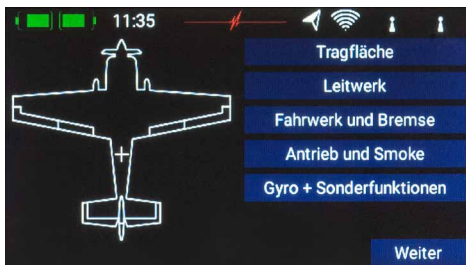 11:35
Tragfläche
Leitwerk
Fahrwerk und Bremse
Antrieb und Smoke
Gyro + Sonderfunktionen
Weiter